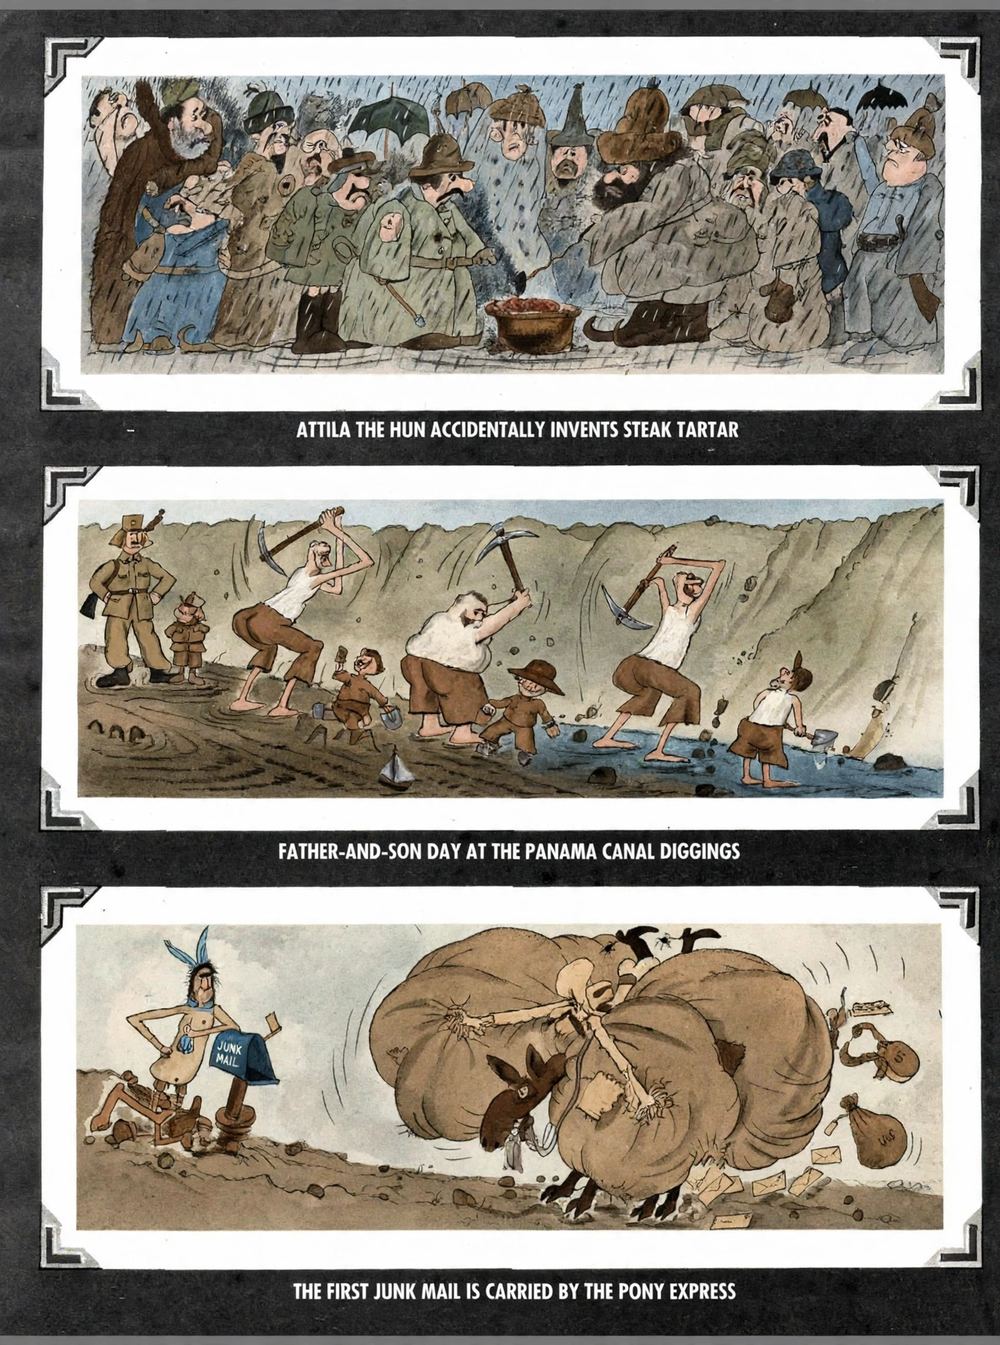 ATTILA THE HUN ACCIDENTALLY INVENTS STEAK TARTAR
FATHER-AND-SON DAY AT THE PANAMA CANAL DIGGINGS
JUNK
MAIL
US
THE FIRST JUNK MAIL IS CARRIED BY THE PONY EXPRESS